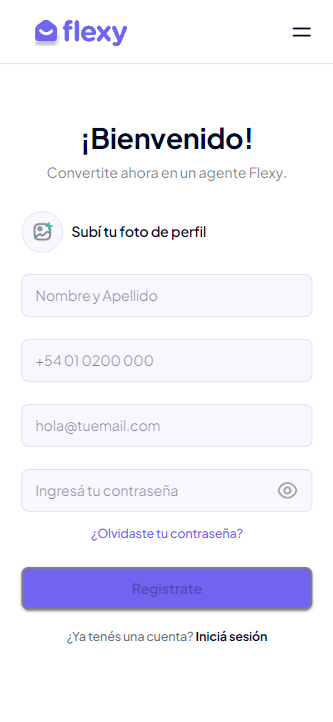 flexy
¡Bienvenido!
Convertite ahora en un agente Flexy.
Subí tu foto de perfil
Nombre y Apellido
+54 01 0200 000
hola@tuemail.com
Ingresá tu contraseña
¿Olvidaste tu contraseña?
Registrate
¿Ya tenés una cuenta? Iniciá sesión